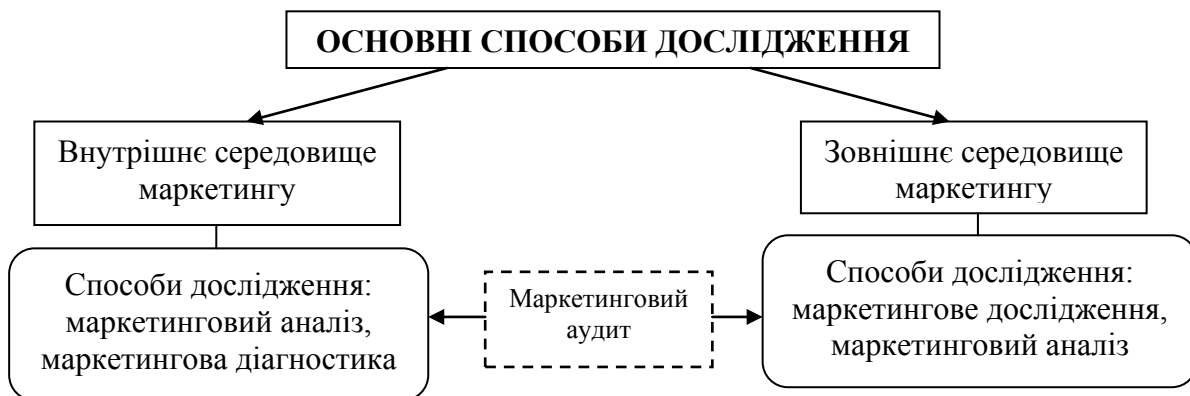 ОСНОВНІ СПОСОБИ ДОСЛІДЖЕННЯ
Внутрішнє середовище
маркетингу
Зовнішнє середовище
маркетингу
Способи дослідження:
маркетинговий аналіз,
маркетингова діагностика
Маркетинговий
аудит
Способи дослідження:
маркетингове дослідження,
маркетинговий аналіз